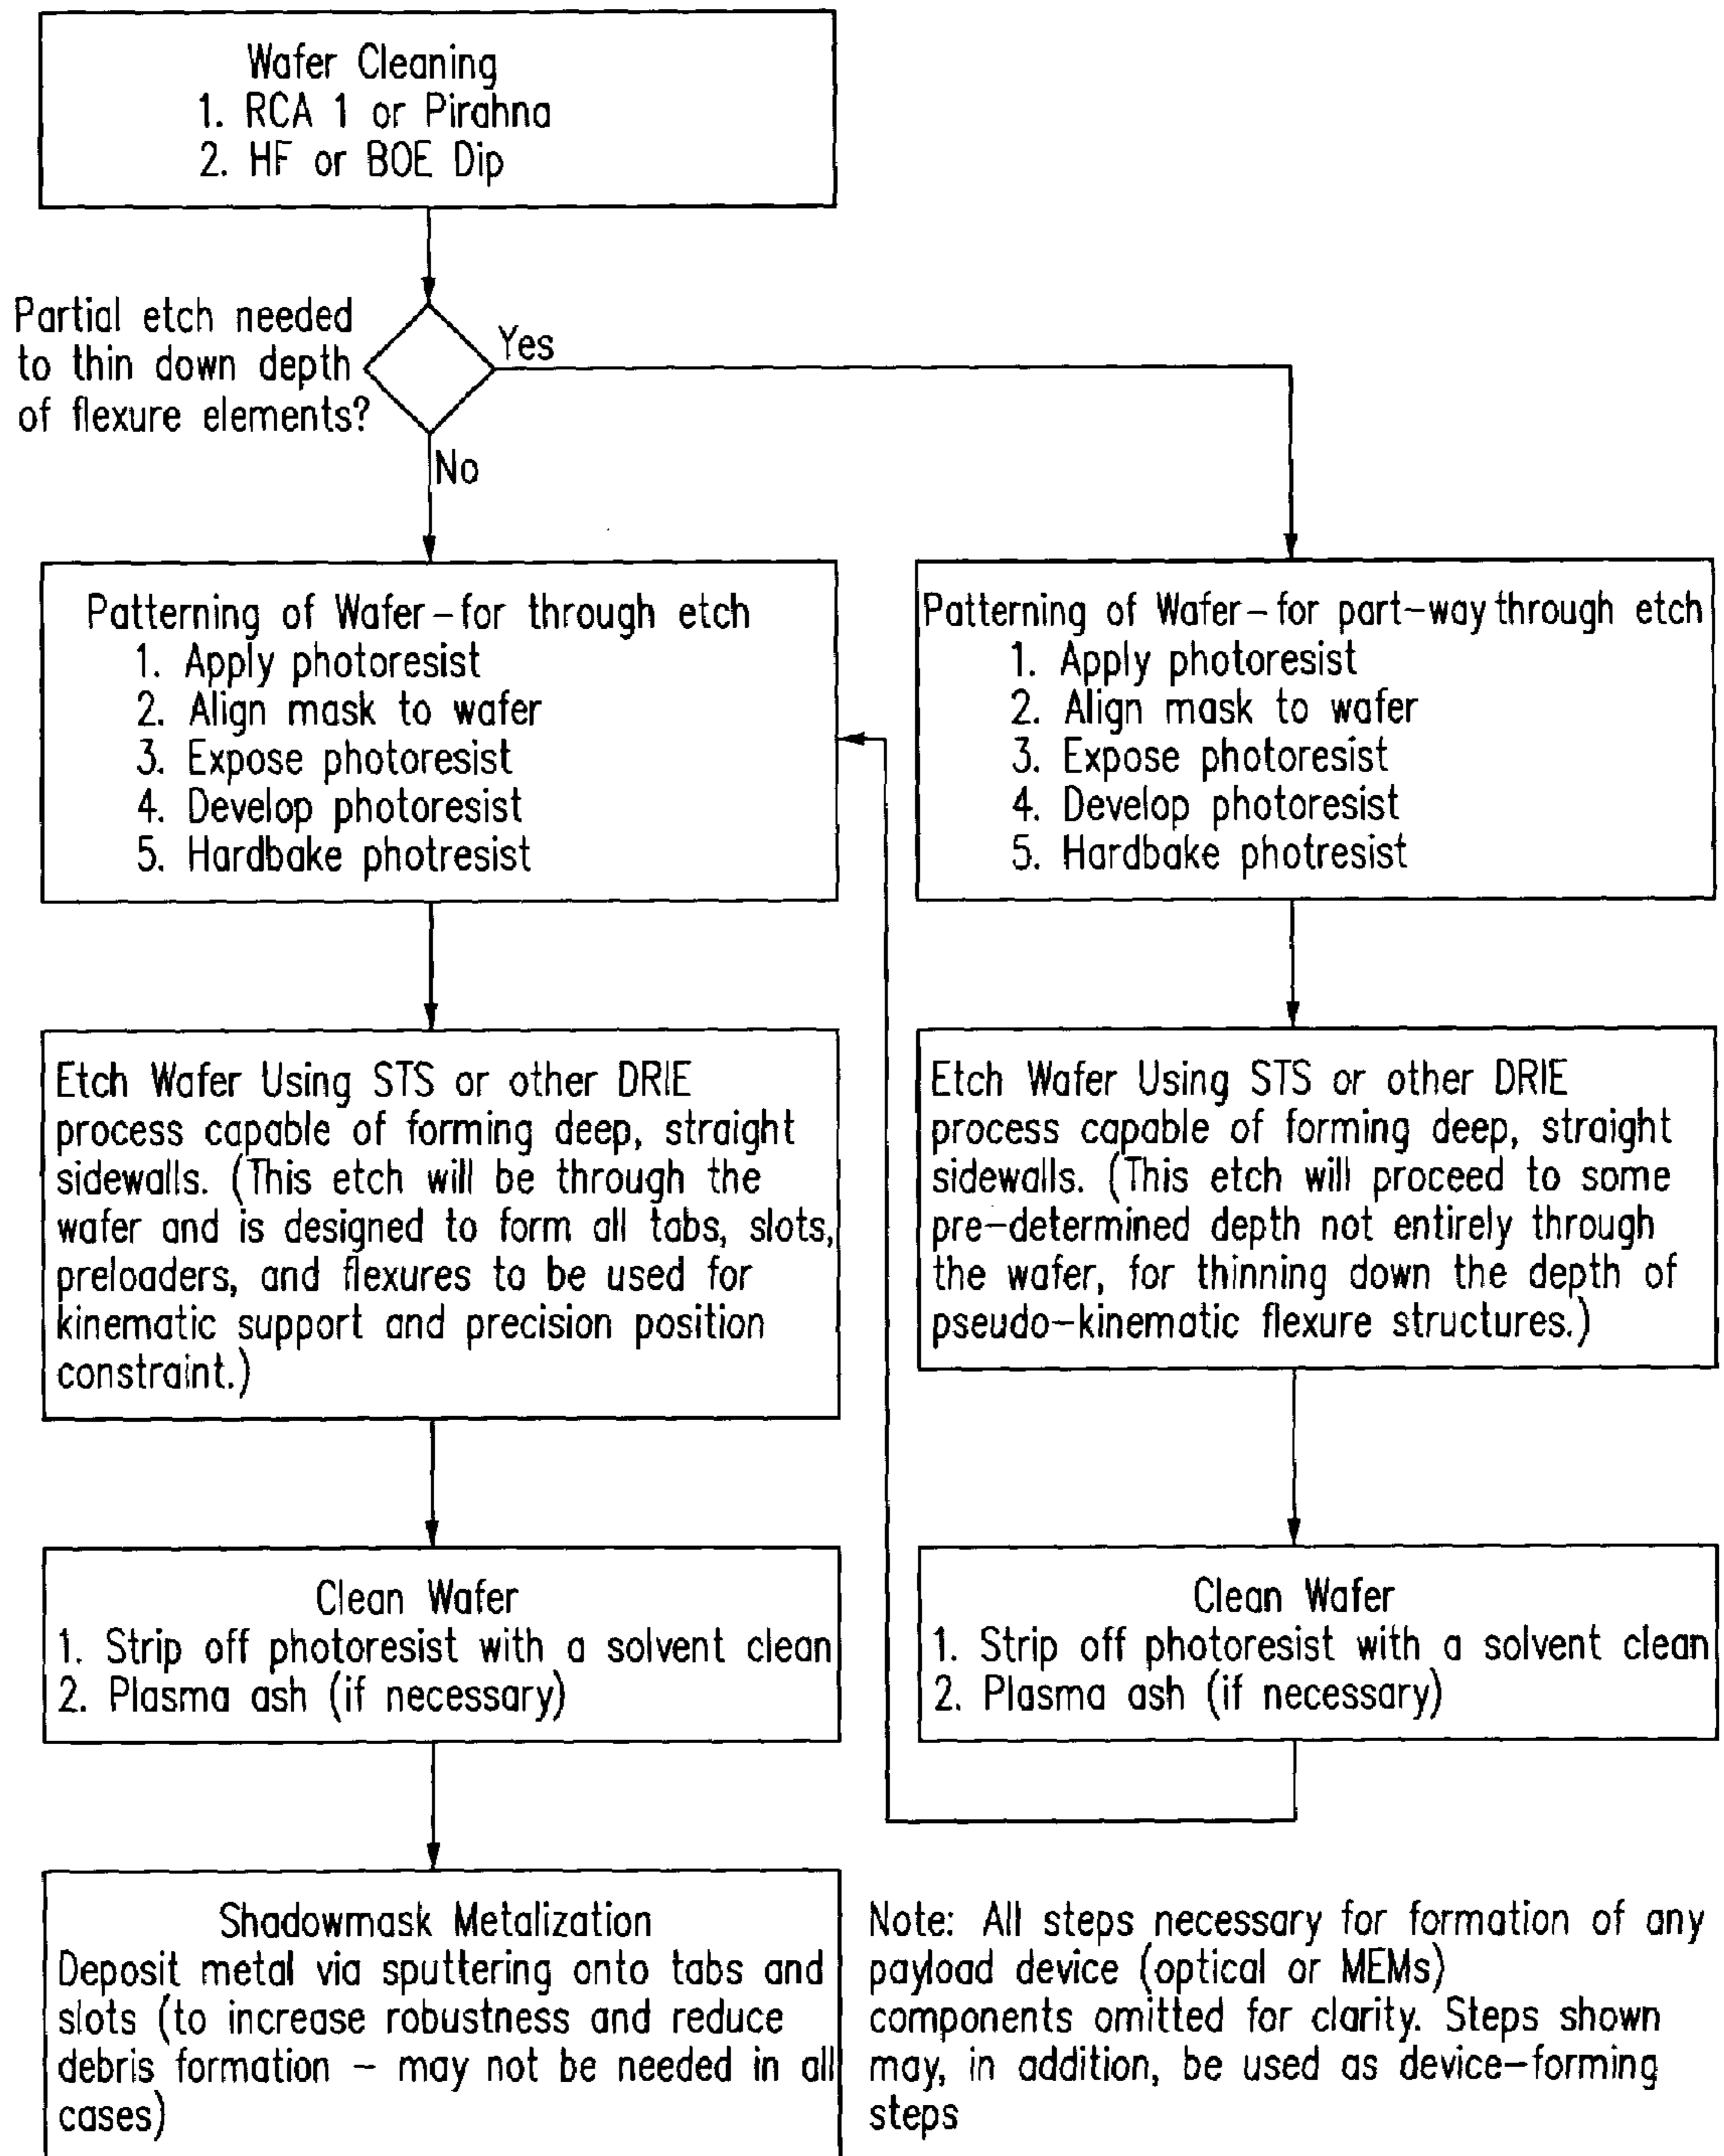 Wafer Cleaning
1. RCA 1 or Pirahna
2. HF or BOE Dip
Partial etch needed
to thin down depth
of flexure elements?
Yes
No
Patterning of Wafer-for through etch
1. Apply photoresist
2. Align mask to wafer
3. Expose photoresist
4. Develop photoresist
5. Hardbake photresist
Patterning of Wafer-for part-way through etch
1. Apply photoresist
2. Align mask to wafer
3. Expose photoresist
4. Develop photoresist
5. Hardbake photresist
Etch Wafer Using STS or other DRIE
process capable of forming deep, straight
sidewalls. (This etch will be through the
wafer and is designed to form all tabs, slots,
preloaders, and flexures to be used for
kinematic support and precision position
constraint.)
Etch Wafer Using STS or other DRIE
process capable of forming deep, straight
sidewalls. (This etch will proceed to some
pre-determined depth not entirely through
the wafer, for thinning down the depth of
pseudo-kinematic flexure structures.)
Clean Wafer
1. Strip off photoresist with a solvent clean
2. Plasma ash (if necessary)
Clean Wafer
1. Strip off photoresist with a solvent clean
2. Plasma ash (if necessary)
Shadowmask Metalization
Deposit metal via sputtering onto tabs and
slots (to increase robustness and reduce
debris formation - may not be needed in all
cases)
Note: All steps necessary for formation of any
payload device (optical or MEMs)
components omitted for clarity. Steps shown
may, in addition, be used as device-forming
steps